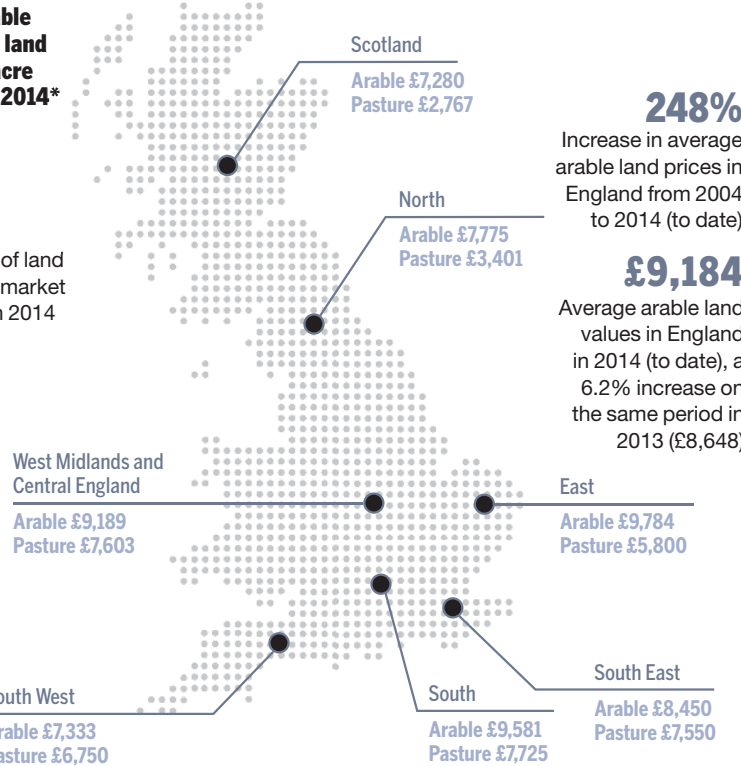 ble
land
cre
2014*
Scotland
Arable £7,280
Pasture £2,767
248%
Increase in average
arable land prices in
England from 2004
to 2014 (to date)
North
Arable £7,775
Pasture £3,401
of land
market
n 2014
£9,184
Average arable land
values in England
in 2014 (to date), a
6.2% increase on
the same period in
2013 (£8,648)
West Midlands and
Central England
Arable £9,189
Pasture £7,603
East
Arable £9,784
Pasture £5,800
outh West
rable £7,333
asture £6,750
South
Arable £9,581
Pasture £7,725
South East
Arable £8,450
Pasture £7,550